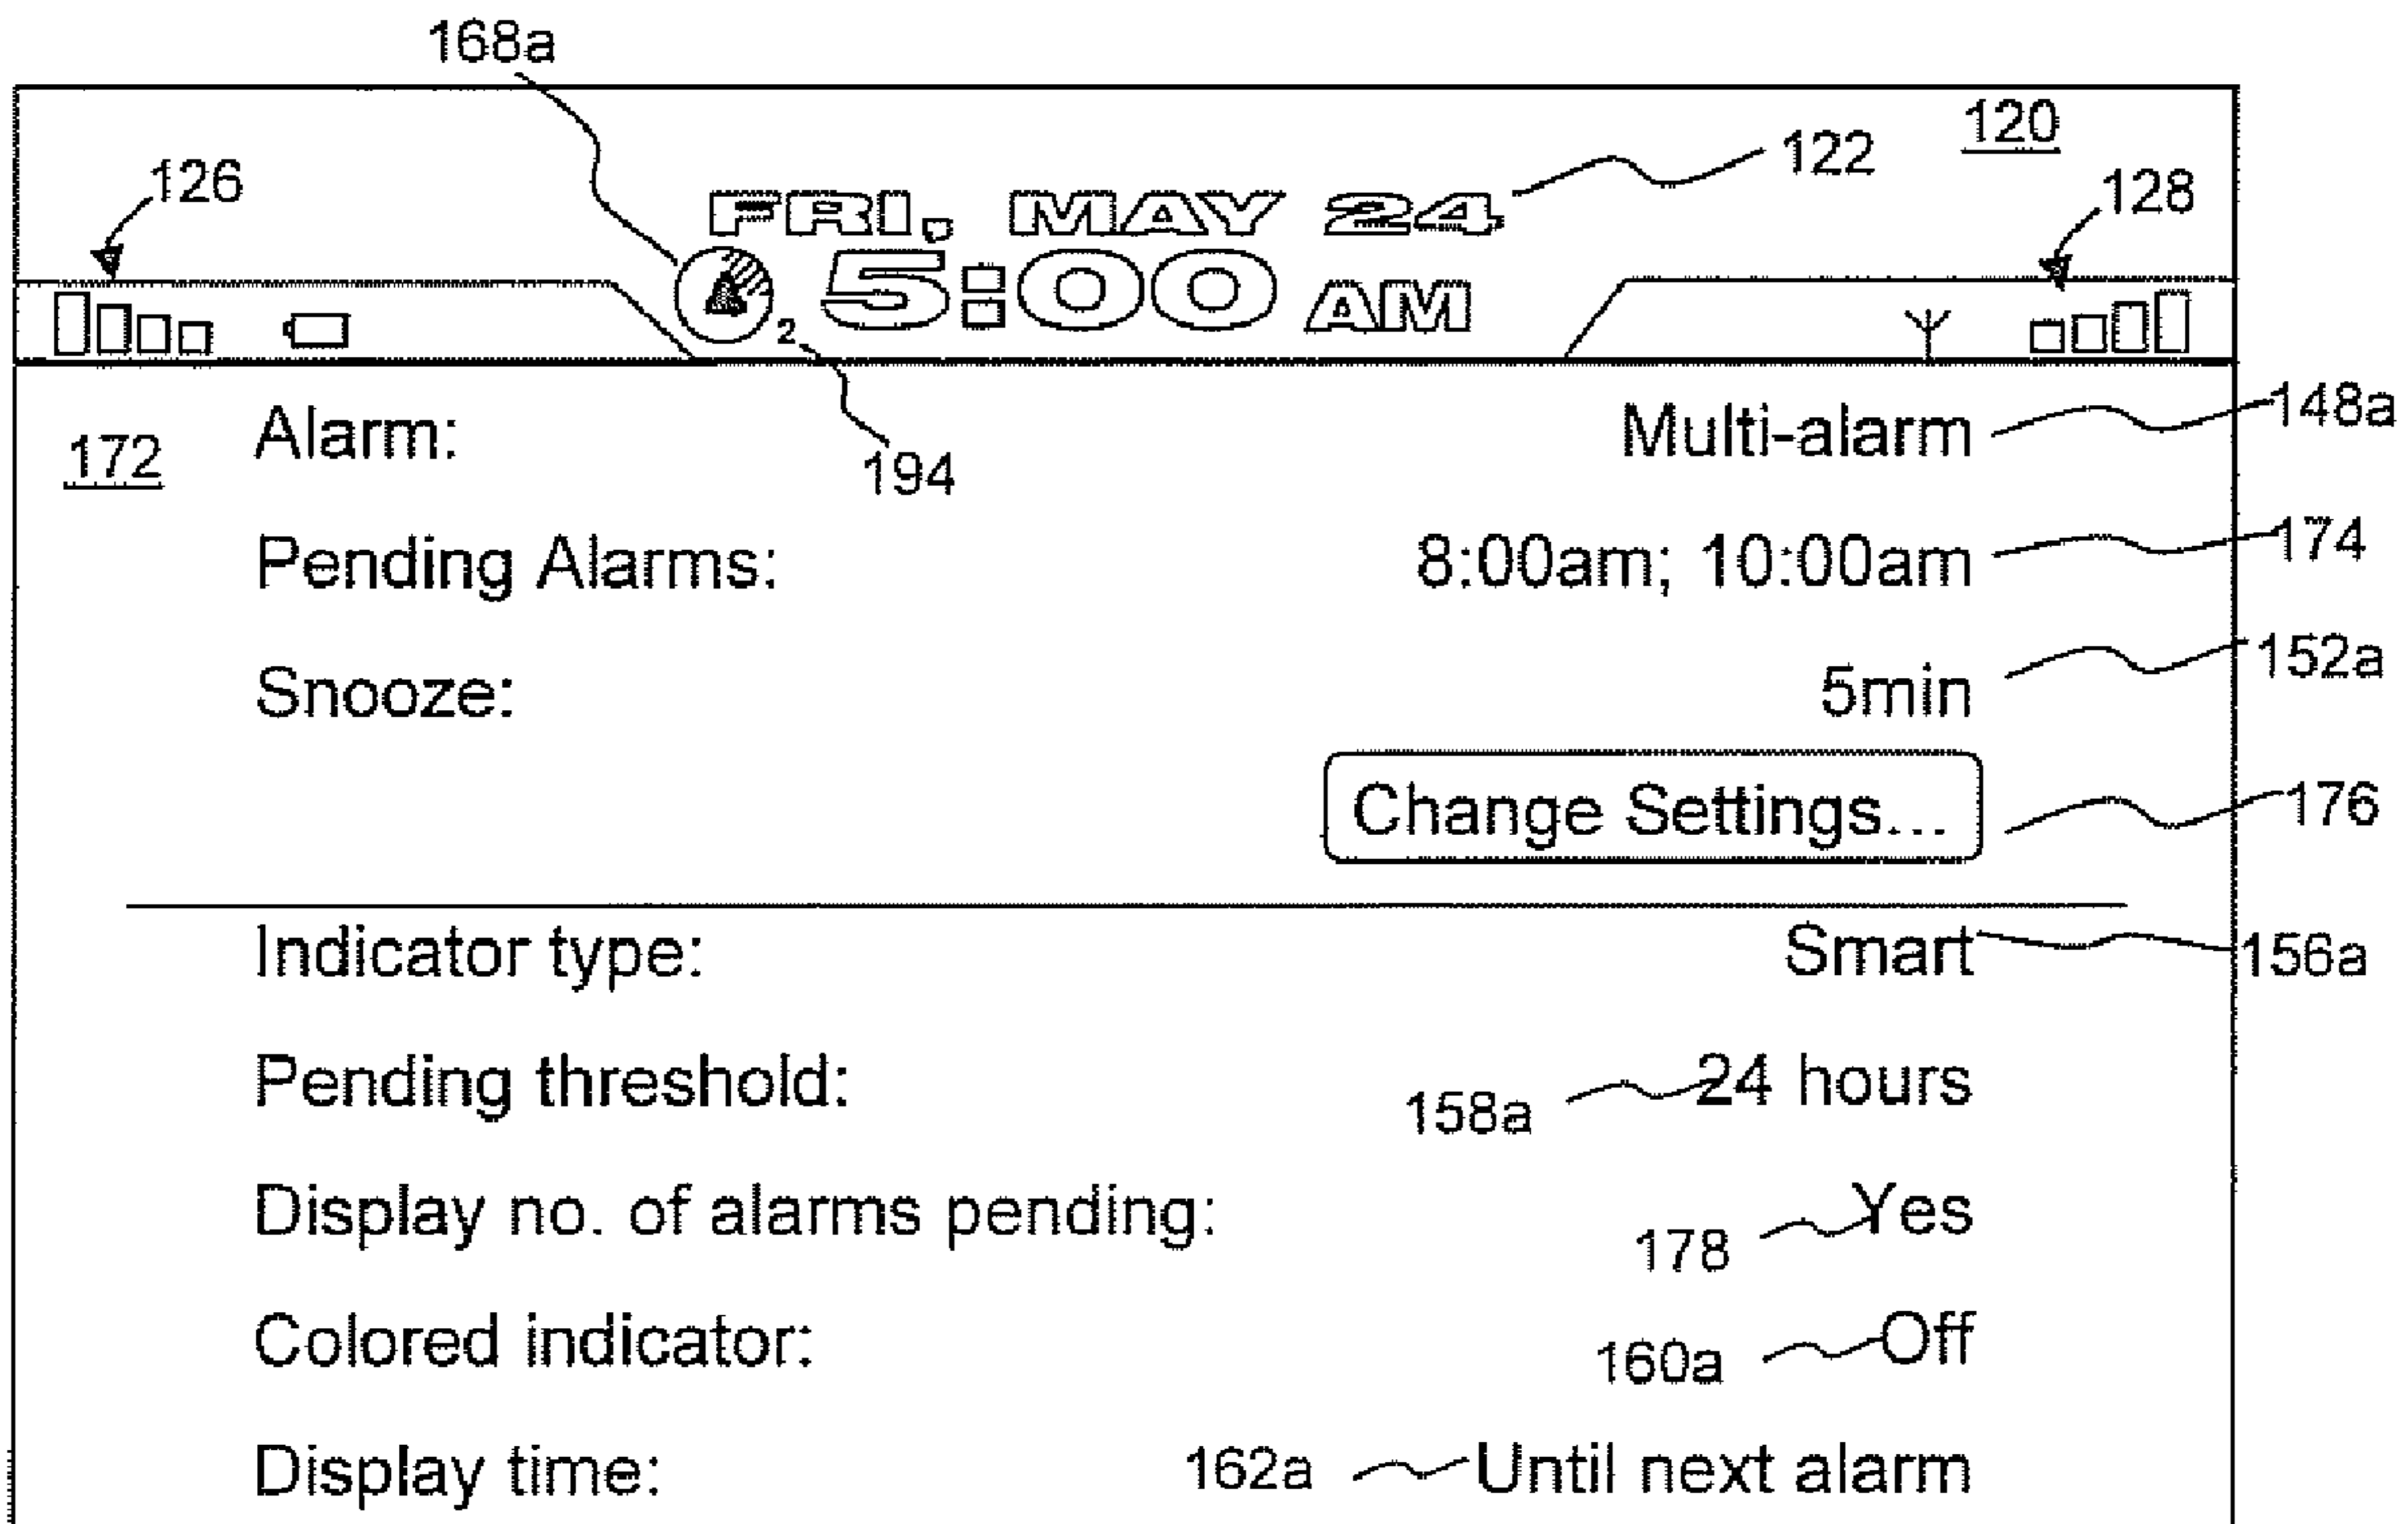 168a
120
126
FRI, MAY 24
122
128
2 5:00 AM
172
Alarm:
194
Multi-alarm
148a
Pending Alarms:
8:00am; 10:00am
174
Snooze:
5min
152a
Change Settings...
176
Indicator type:
Smart
156a
Pending threshold:
158a
24 hours
Display no. of alarms pending:
178
Yes
Colored indicator:
160a
Off
Display time:
162a
Until next alarm